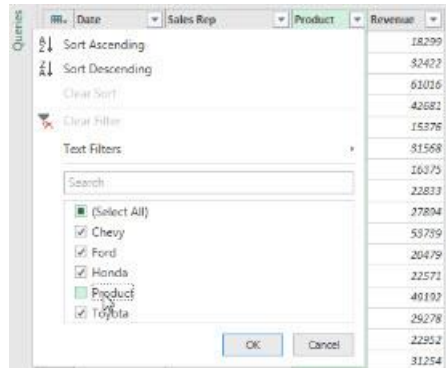 Queries
Date Sales Rep Product Revenue
Sort Ascending
Sort Descending
Clear Sort
Clear Filter
Text Filters
Search
(Select All)
Chevy
Ford
Honda
Product
Toyota
OK Cancel
18299
32422
61016
42681
15376
31568
16375
22833
27894
53739
20479
22571
49192
29278
22952
31254